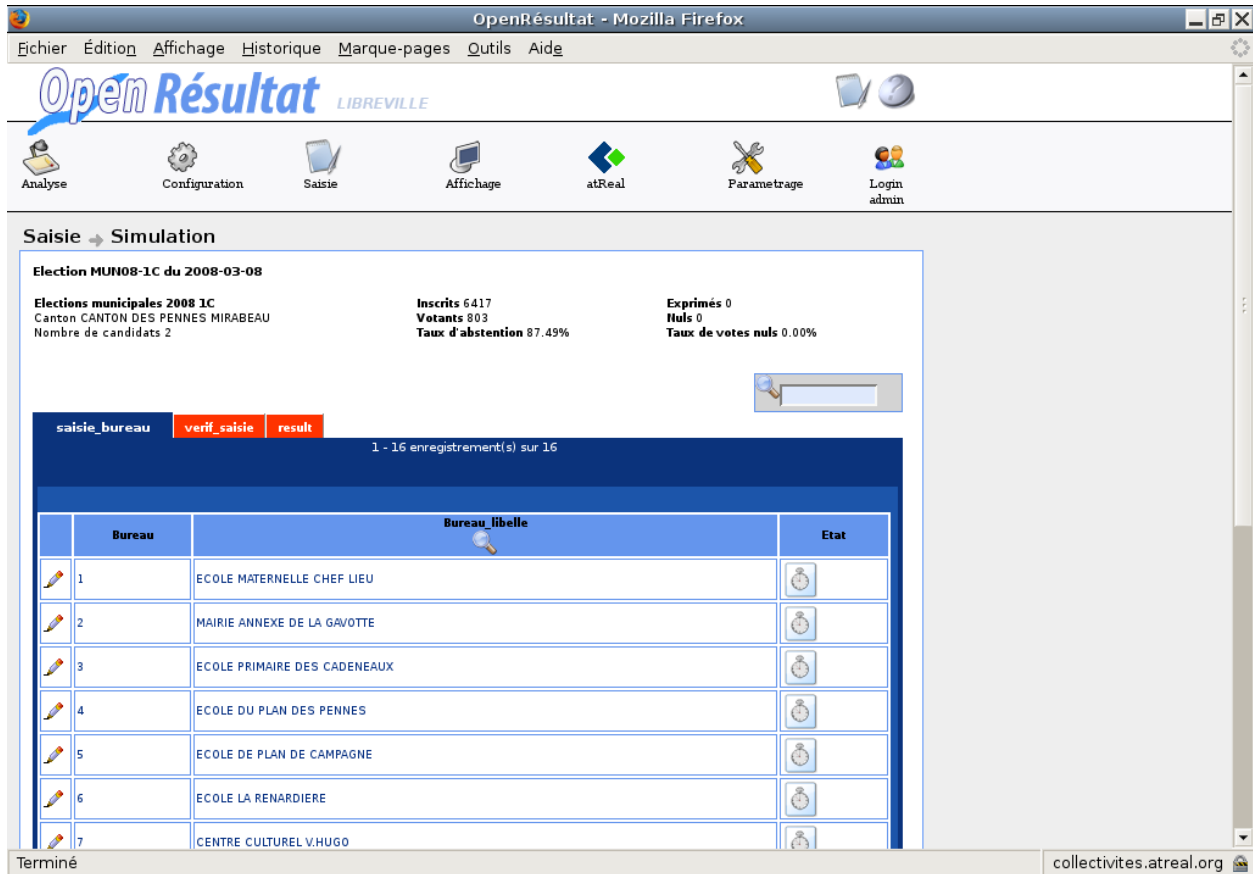 OpenRésultat - Mozilla Firefox
Fichier Édition Affichage Historique Marque-pages Outils Aide
Open Résultat LIBREVILLE
Analyse Configuration Saisie Affichage atReal Parametrage Login admin
Saisie Simulation
Election MUN08-1C du 2008-03-08
Elections municipales 2008 1C Inscrits 6417 Exprimés 0
Canton CANTON DES PENNES MIRABEAU Votants 803 Nuls 0
Nombre de candidats 2 Taux d'abstention 87.49% Taux de votes nuls 0.00%
saisie_bureau verif_saisie result
1 - 16 enregistrement(s) sur 16
Bureau Bureau_libelle Etat
1 ECOLE MATERNELLE CHEF LIEU
2 MAIRIE ANNEXE DE LA GAVOTTE
3 ECOLE PRIMAIRE DES CADENEAUX
4 ECOLE DU PLAN DES PENNES
5 ECOLE DE PLAN DE CAMPAGNE
6 ECOLE LA RENARDIERE
7 CENTRE CULTUREL V.HUGO
Terminé collectivites.atreal.org